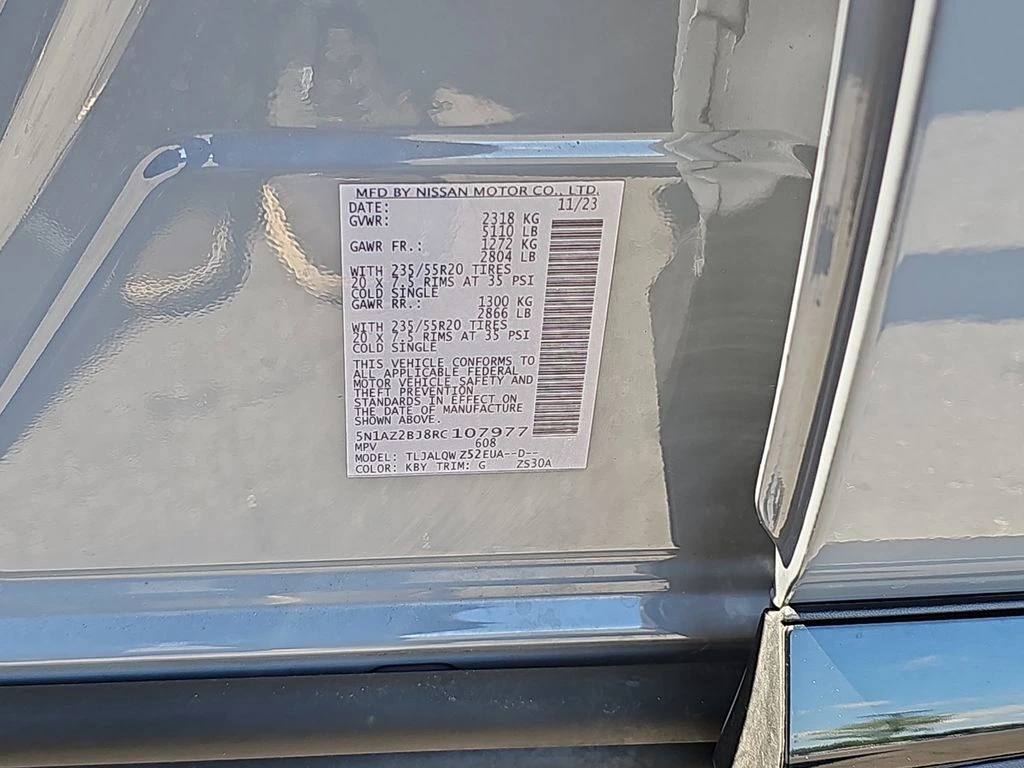 MFD BY NISSAN MOTOR CO., LTD.
DATE: 11/23
GVWR: 2318 KG
5110 LB
GAWR FR.: 1272 KG
2804 LB
WITH 235/55R20 TIRES
20 X 7.5 RIMS AT 35 PSI
COLD SINGLE
GAWR RR.: 1300 KG
2866 LB
WITH 235/55R20 TIRES
20 X 7.5 RIMS AT 35 PSI
COLD SINGLE
THIS VEHICLE CONFORMS TO
ALL APPLICABLE FEDERAL
MOTOR VEHICLE SAFETY AND
THEFT PREVENTION
STANDARDS IN EFFECT ON
THE DATE OF MANUFACTURE
SHOWN ABOVE.
5N1AZ2BJ8RC 107977
MPV 608
MODEL: TLJALQW Z52EUA--D--
COLOR: KBY TRIM: G ZS30A